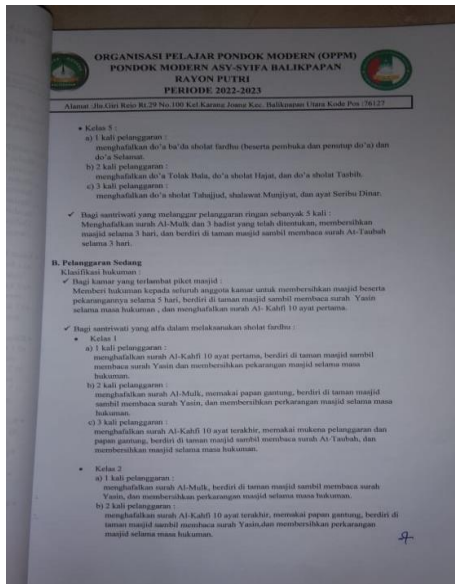 ORGANISASI PELAJAR PONDOK MODERN (OPPM)
PONDOK MODERN ASY-SYIFA BALIKPAPAN
RAYON PUTRI
PERIODE 2022-2023
Alamat :Jln.Giri Rejo Rt.29 No.100 Kel.Karang Joang Kec. Balikpapan Utara Kode Pos :76127
• Kelas 5 :
a) 1 kali pelanggaran :
menghafalkan do'a ba'da sholat fardhu (beserta pembuka dan penutup do'a) dan
do'a Selamat.
b) 2 kali pelanggaran :
menghafalkan do'a Tolak Bala, do'a sholat Hajat, dan do'a sholat Tasbih.
c) 3 kali pelanggaran :
menghafalkan do'a sholat Tahajjud, shalawat Munjiyat, dan ayat Seribu Dinar.
✓ Bagi santriwati yang melanggar pelanggaran ringan sebanyak 5 kali :
Menghafalkan surah Al-Mulk dan 3 hadist yang telah ditentukan, membersihkan
masjid selama 3 hari, dan berdiri di taman masjid sambil membaca surah At-Taubah
selama 3 hari.
B. Pelanggaran Sedang
Klasifikasi hukuman :
✓ Bagi kamar yang terlambat piket masjid :
Memberi hukuman kepada seluruh anggota kamar untuk membersihkan masjid beserta
pekarangannya selama 5 hari, berdiri di taman masjid sambil membaca surah Yasin
selama masa hukuman , dan menghafalkan surah Al- Kahfi 10 ayat pertama.
✓ Bagi santriwati yang alfa dalam melaksanakan sholat fardhu :
• Kelas 1
a) 1 kali pelanggaran :
menghafalkan surah Al-Kahfi 10 ayat pertama, berdiri di taman masjid sambil
membaca surah Yasin dan membersihkan pekarangan masjid selama masa
hukuman.
b) 2 kali pelanggaran :
menghafalkan surah Al-Mulk, memakai papan gantung, berdiri di taman masjid
sambil membaca surah Yasin, dan membersihkan perkarangan masjid selama masa
hukuman.
c) 3 kali pelanggaran :
menghafalkan surah Al-Kahfi 10 ayat terakhir, memakai mukena pelanggaran dan
papan gantung, berdiri di taman masjid sambil membaca surah At-Taubah, dan
membersihkan masjid selama masa hukuman.
• Kelas 2
a) 1 kali pelanggaran :
menghafalkan surah Al-Mulk, berdiri di taman masjid sambil membaca surah
Yasin, dan membersihkan perkarangan masjid selama masa hukuman.
b) 2 kali pelanggaran :
menghafalkan surah Al-Kahfi 10 ayat terakhir, memakai papan gantung, berdiri di
taman masjid sambil membaca surah Yasin,dan membersihkan perkarangan
masjid selama masa hukuman.